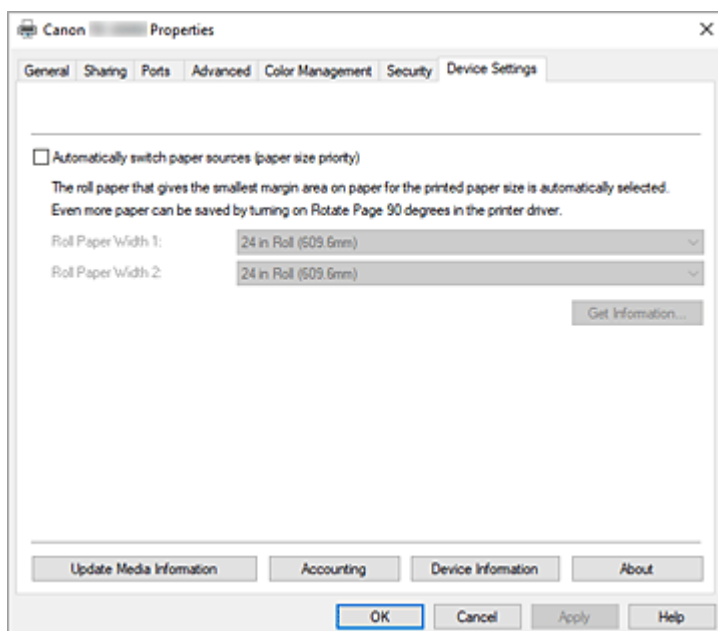 Canon Properties
General Sharing Ports Advanced Color Management Security Device Settings
Automatically switch paper sources (paper size priority)
The roll paper that gives the smallest margin area on paper for the printed paper size is automatically selected.
Even more paper can be saved by turning on Rotate Page 90 degrees in the printer driver.
Roll Paper Width 1: 24 in Roll (609.6mm)
Roll Paper Width 2: 24 in Roll (609.6mm)
Get Information...
Update Media Information Accounting Device Information About
OK Cancel Apply Help